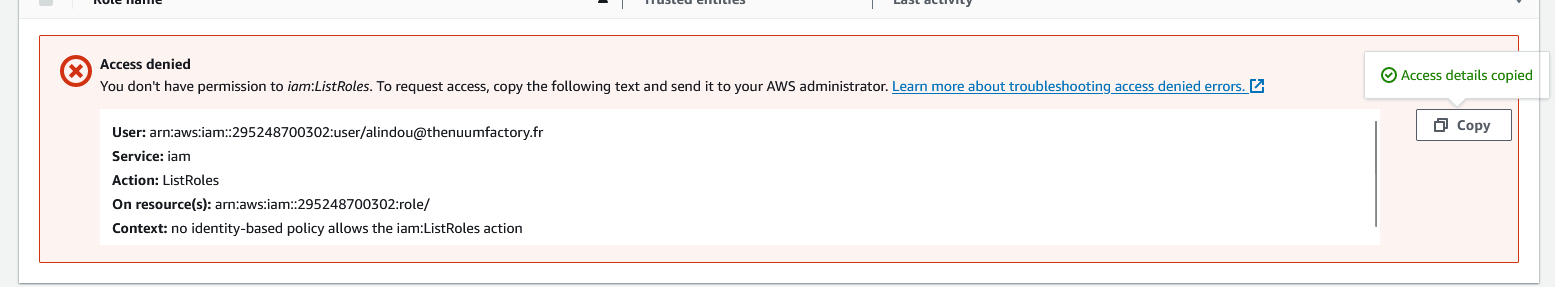 Role name
Trusted entities
Last activity
Access denied
You don't have permission to iam:ListRoles. To request access, copy the following text and send it to your AWS administrator. Learn more about troubleshooting access denied errors.
Access details copied
Copy
User: arn:aws:iam::295248700302:user/alindou@thenuumfactory.fr
Service: iam
Action: ListRoles
On resource(s): arn:aws:iam::295248700302:role/
Context: no identity-based policy allows the iam:ListRoles action